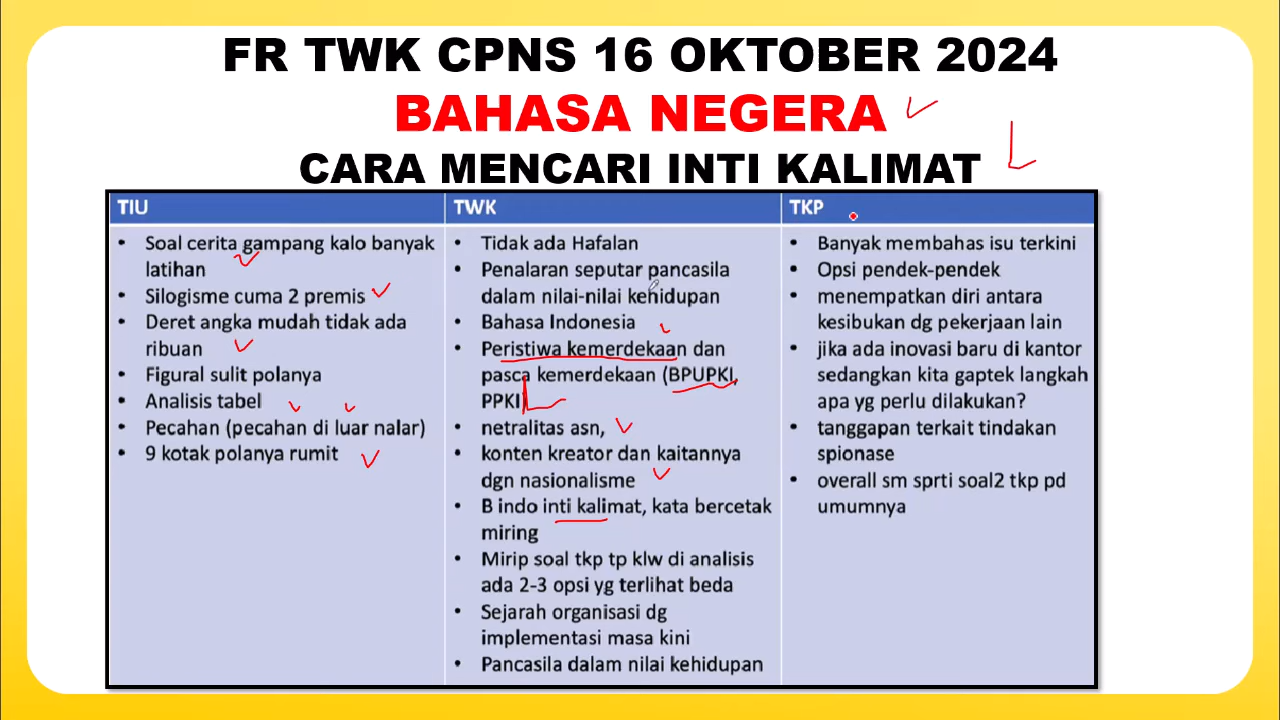 FR TWK CPNS 16 OKTOBER 2024
BAHASA NEGERA
CARA MENCARI INTI KALIMAT
TIU
• Soal cerita gampang kalo banyak
latihan
• Silogisme cuma 2 premis
• Deret angka mudah tidak ada
ribuan
• Figural sulit polanya
• Analisis tabel
• Pecahan (pecahan di luar nalar)
• 9 kotak polanya rumit
TWK
• Tidak ada Hafalan
• Penalaran seputar pancasila
dalam nilai-nilai kehidupan
• Bahasa Indonesia
• Peristiwa kemerdekaan dan
pasca kemerdekaan (BPUPKI,
PPKI)
• netralitas asn,
• konten kreator dan kaitannya
dgn nasionalisme
• B indo inti kalimat, kata bercetak
miring
• Mirip soal tkp tp klw di analisis
ada 2-3 opsi yg terlihat beda
• Sejarah organisasi dg
implementasi masa kini
• Pancasila dalam nilai kehidupan
TKP
• Banyak membahas isu terkini
• Opsi pendek-pendek
• menempatkan diri antara
kesibukan dg pekerjaan lain
• jika ada inovasi baru di kantor
sedangkan kita gaptek langkah
apa yg perlu dilakukan?
• tanggapan terkait tindakan
spionase
• overall sm sprti soal2 tkp pd
umumnya